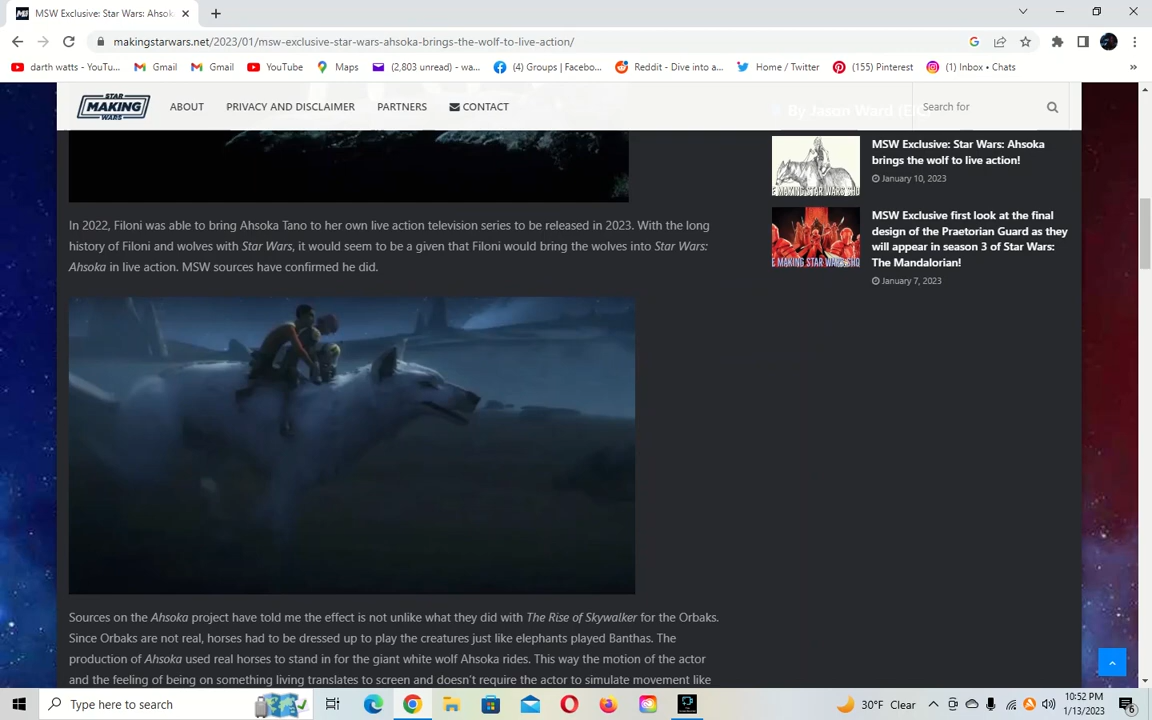 MSW Exclusive: Star Wars: Ahsok
makingstarwars.net/2023/01/msw-exclusive-star-wars-ahsoka-brings-the-wolf-to-live-action/
darth watts - YouTu...
Gmail
Gmail
YouTube
Maps
(2,803 unread) - wa...
(4) Groups | Facebo...
Reddit - Dive into a...
Home / Twitter
(155) Pinterest
(1) Inbox • Chats
»
STAR
MAKING
WARS
ABOUT
PRIVACY AND DISCLAIMER
PARTNERS
CONTACT
Search for
By Jason Ward (EIC)
MSW Exclusive: Star Wars: Ahsoka
brings the wolf to live action!
January 10, 2023
MSW Exclusive first look at the final
design of the Praetorian Guard as they
will appear in season 3 of Star Wars:
The Mandalorian!
January 7, 2023
In 2022, Filoni was able to bring Ahsoka Tano to her own live action television series to be released in 2023. With the long
history of Filoni and wolves with Star Wars, it would seem to be a given that Filoni would bring the wolves into Star Wars:
Ahsoka in live action. MSW sources have confirmed he did.
Sources on the Ahsoka project have told me the effect is not unlike what they did with The Rise of Skywalker for the Orbaks.
Since Orbaks are not real, horses had to be dressed up to play the creatures just like elephants played Banthas. The
production of Ahsoka used real horses to stand in for the giant white wolf Ahsoka rides. This way the motion of the actor
and the feeling of being on something living translates to screen and doesn't require the actor to simulate movement like
Type here to search
30°F Clear
10:52 PM
1/13/2023
6